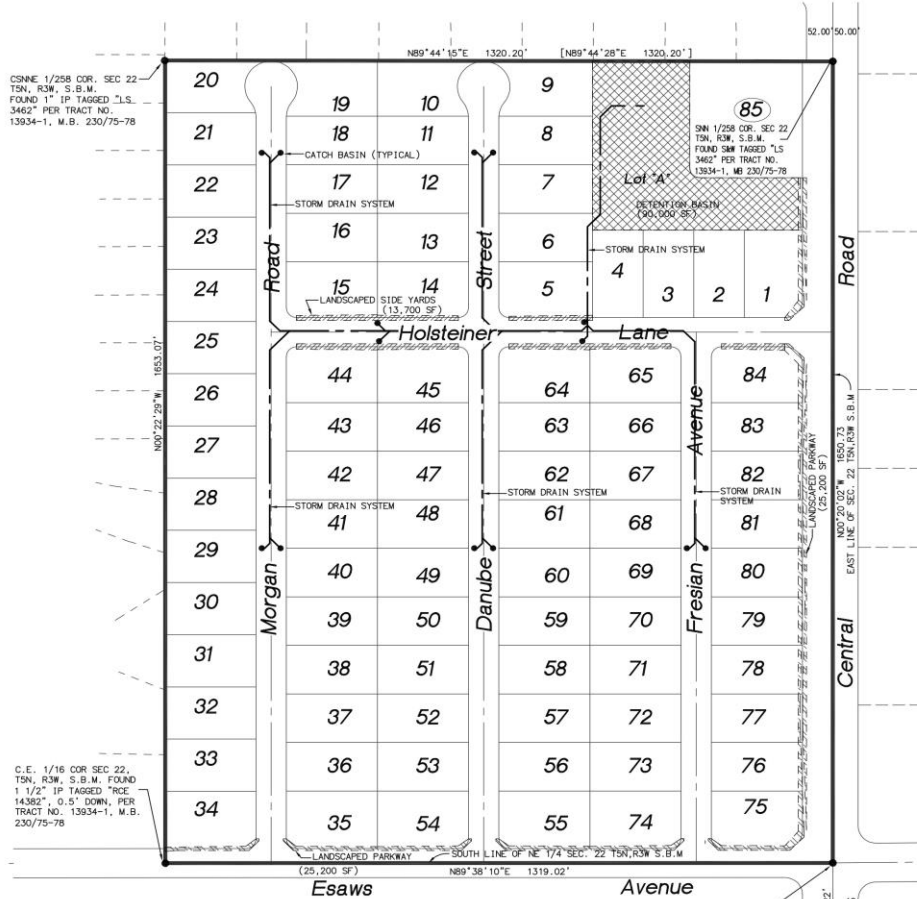 52.00'50.00'
N89°44'15"E 1320.20' [N89°44'28"E 1320.20']
CSNNE 1/258 COR. SEC 22
T5N, R3W, S.B.M.
FOUND 1" IP TAGGED "LS
3462" PER TRACT NO.
13934-1, M.B. 230/75-78
20
19
10
9
85
SNN 1/258 COR. SEC 22
T5N, R3W, S.B.M.
FOUND S&W TAGGED "LS
3462" PER TRACT NO.
13934-1, MB 230/75-78
21
18
11
8
CATCH BASIN (TYPICAL)
22
17
12
7
Lot "A"
STORM DRAIN SYSTEM
DETENTION BASIN
(90,000 SF)
23
16
13
6
STORM DRAIN SYSTEM
Road
Street
Road
24
15
14
5
4
3
2
1
LANDSCAPED SIDE YARDS
(13,700 SF)
Holsteiner Lane
25
N00°22'29"W 1653.07'
44
45
64
65
84
26
43
46
63
66
83
Avenue
27
42
47
62
67
82
LANDSCAPED PARKWAY
(25,200 SF)
N00°20'02"W 1650.73
EAST LINE OF SEC. 22 T5N,R3W S.B.M
28
STORM DRAIN SYSTEM
STORM DRAIN SYSTEM
STORM DRAIN
SYSTEM
41
48
61
68
81
29
40
49
60
69
80
Morgan
Danube
Fresian
Central
30
39
50
59
70
79
31
38
51
58
71
78
32
37
52
57
72
77
33
36
53
56
73
76
C.E. 1/16 COR SEC 22,
T5N, R3W, S.B.M. FOUND
1 1/2" IP TAGGED "RCE
14382", 0.5' DOWN, PER
TRACT NO. 13934-1, M.B.
230/75-78
34
35
54
55
74
75
LANDSCAPED PARKWAY
(25,200 SF)
SOUTH LINE OF NE 1/4 SEC. 22 T5N,R3W S.B.M
N89°38'10"E 1319.02'
Esaws Avenue